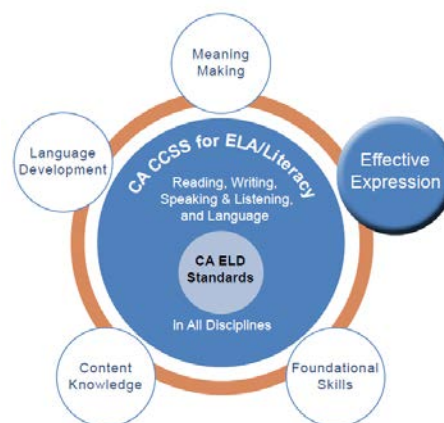 Meaning
Making
Effective
Expression
Foundational
Skills
Content
Knowledge
Language
Development
CA CCSS for ELA/Literacy
Reading, Writing,
Speaking & Listening,
and Language
CA ELD
Standards
In All Disciplines